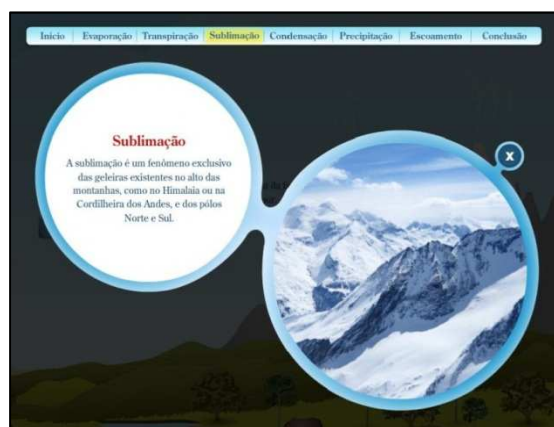 Início Evaporação Transpiração Sublimação Condensação Precipitação Escoamento Conclusão
Sublimação
A sublimação é um fenômeno exclusivo
das geleiras existentes no alto das
montanhas, como no Himalaia ou na
Cordilheira dos Andes, e dos pólos
Norte e Sul.
X